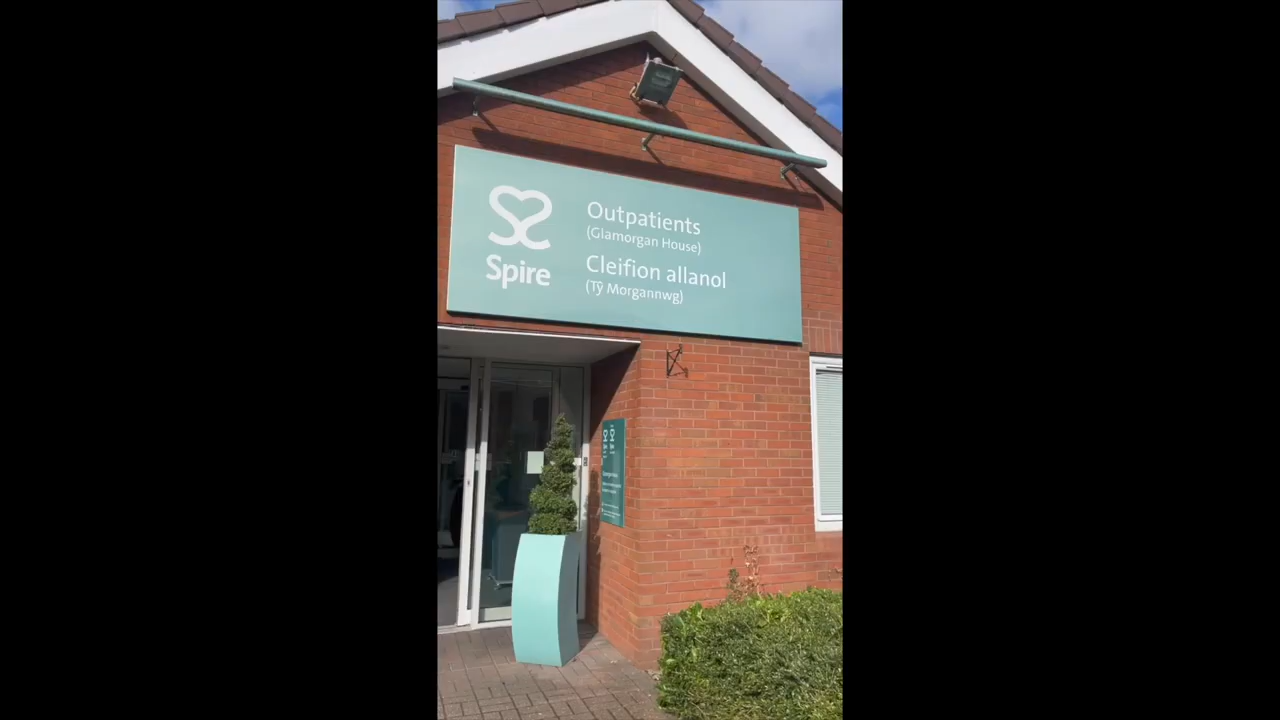 Spire
Outpatients
(Glamorgan House)
Cleifion allanol
(Tŷ Morgannwg)